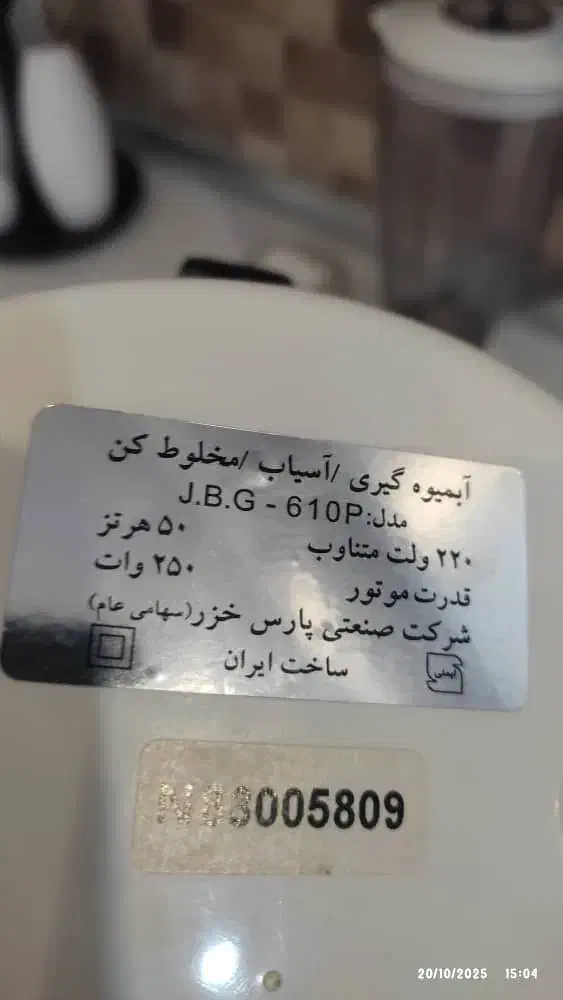 آبمیوه گیری /آسیاب /مخلوط کن
مدل: J.B.G - 610P
۲۲۰ ولت متناوب ۵۰ هرتز
قدرت موتور ۲۵۰ وات
شرکت صنعتی پارس خزر (سهامی عام)
ساخت ایران
005809
20/10/2025 15:04